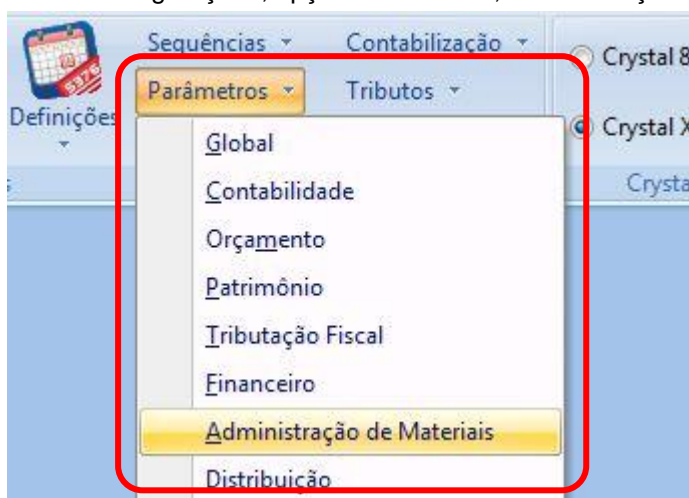 Sequências Contabilização
Parâmetros Tributos
Definições
Crystal 8
Crystal X
Crysta
Global
Contabilidade
Orçamento
Patrimônio
Tributação Fiscal
Financeiro
Administração de Materiais
Distribuição